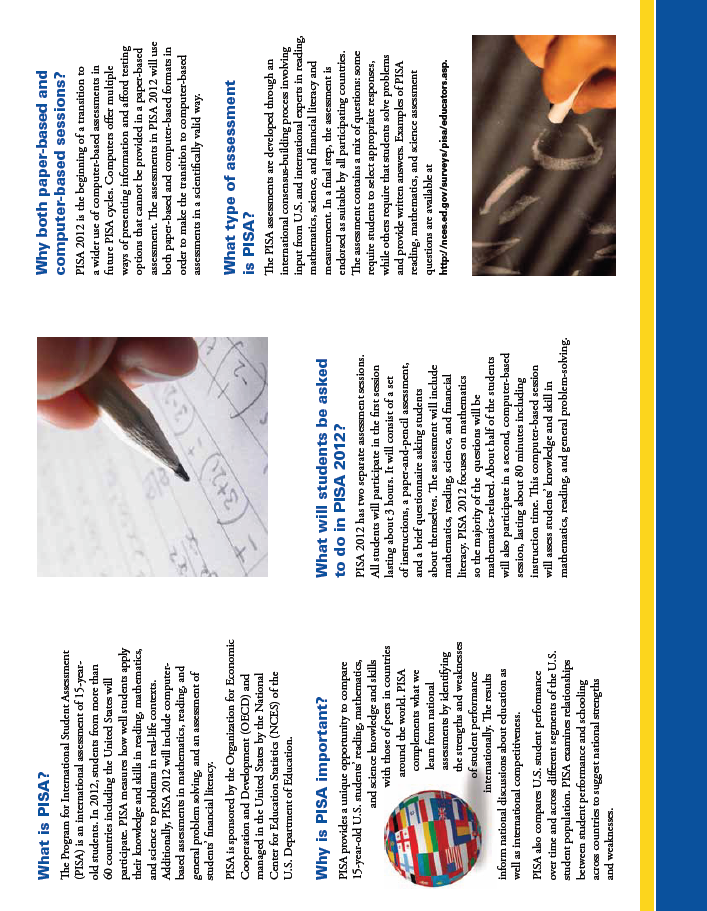 What is PISA?
The Program for International Student Assessment
(PISA) is an international assessment of 15-year-
old students. In 2012, students from more than
60 countries including the United States will
participate. PISA measures how well students apply
their knowledge and skills in reading, mathematics,
and science to problems in real-life contexts.
Additionally, PISA 2012 will include computer-
based assessments in mathematics, reading, and
general problem solving, and an assessment of
students' financial literacy.
PISA is sponsored by the Organization for Economic
Cooperation and Development (OECD) and
managed in the United States by the National
Center for Education Statistics (NCES) of the
U.S. Department of Education.
Why is PISA important?
PISA provides a unique opportunity to compare
15-year-old U.S. students' reading, mathematics,
and science knowledge and skills
with those of peers in countries
around the world. PISA
complements what we
learn from national
assessments by identifying
the strengths and weaknesses
of student performance
internationally. The results
inform national discussions about education as
well as international competitiveness.
PISA also compares U.S. student performance
over time and across different segments of the U.S.
student population. PISA examines relationships
between student performance and schooling
across countries to suggest national strengths
and weaknesses.
What will students be asked
to do in PISA 2012?
PISA 2012 has two separate assessment sessions.
All students will participate in the first session
lasting about 3 hours. It will consist of a set
of instructions, a paper-and-pencil assessment,
and a brief questionnaire asking students
about themselves. The assessment will include
mathematics, reading, science, and financial
literacy. PISA 2012 focuses on mathematics
so the majority of the questions will be
mathematics-related. About half of the students
will also participate in a second, computer-based
session, lasting about 80 minutes including
instruction time. This computer-based session
will assess students' knowledge and skill in
mathematics, reading, and general problem-solving.
Why both paper-based and
computer-based sessions?
PISA 2012 is the beginning of a transition to
a wider use of computer-based assessments in
future PISA cycles. Computers offer multiple
ways of presenting information and afford testing
options that cannot be provided in a paper-based
assessment. The assessments in PISA 2012 will use
both paper-based and computer-based formats in
order to make the transition to computer-based
assessments in a scientifically valid way.
What type of assessment
is PISA?
The PISA assessments are developed through an
international consensus-building process involving
input from U.S. and international experts in reading,
mathematics, science, and financial literacy and
measurement. In a final step, the assessment is
endorsed as suitable by all participating countries.
The assessment contains a mix of questions: some
require students to select appropriate responses,
while others require that students solve problems
and provide written answers. Examples of PISA
reading, mathematics, and science assessment
questions are available at
http://nces.ed.gov/surveys/pisa/educators.asp.